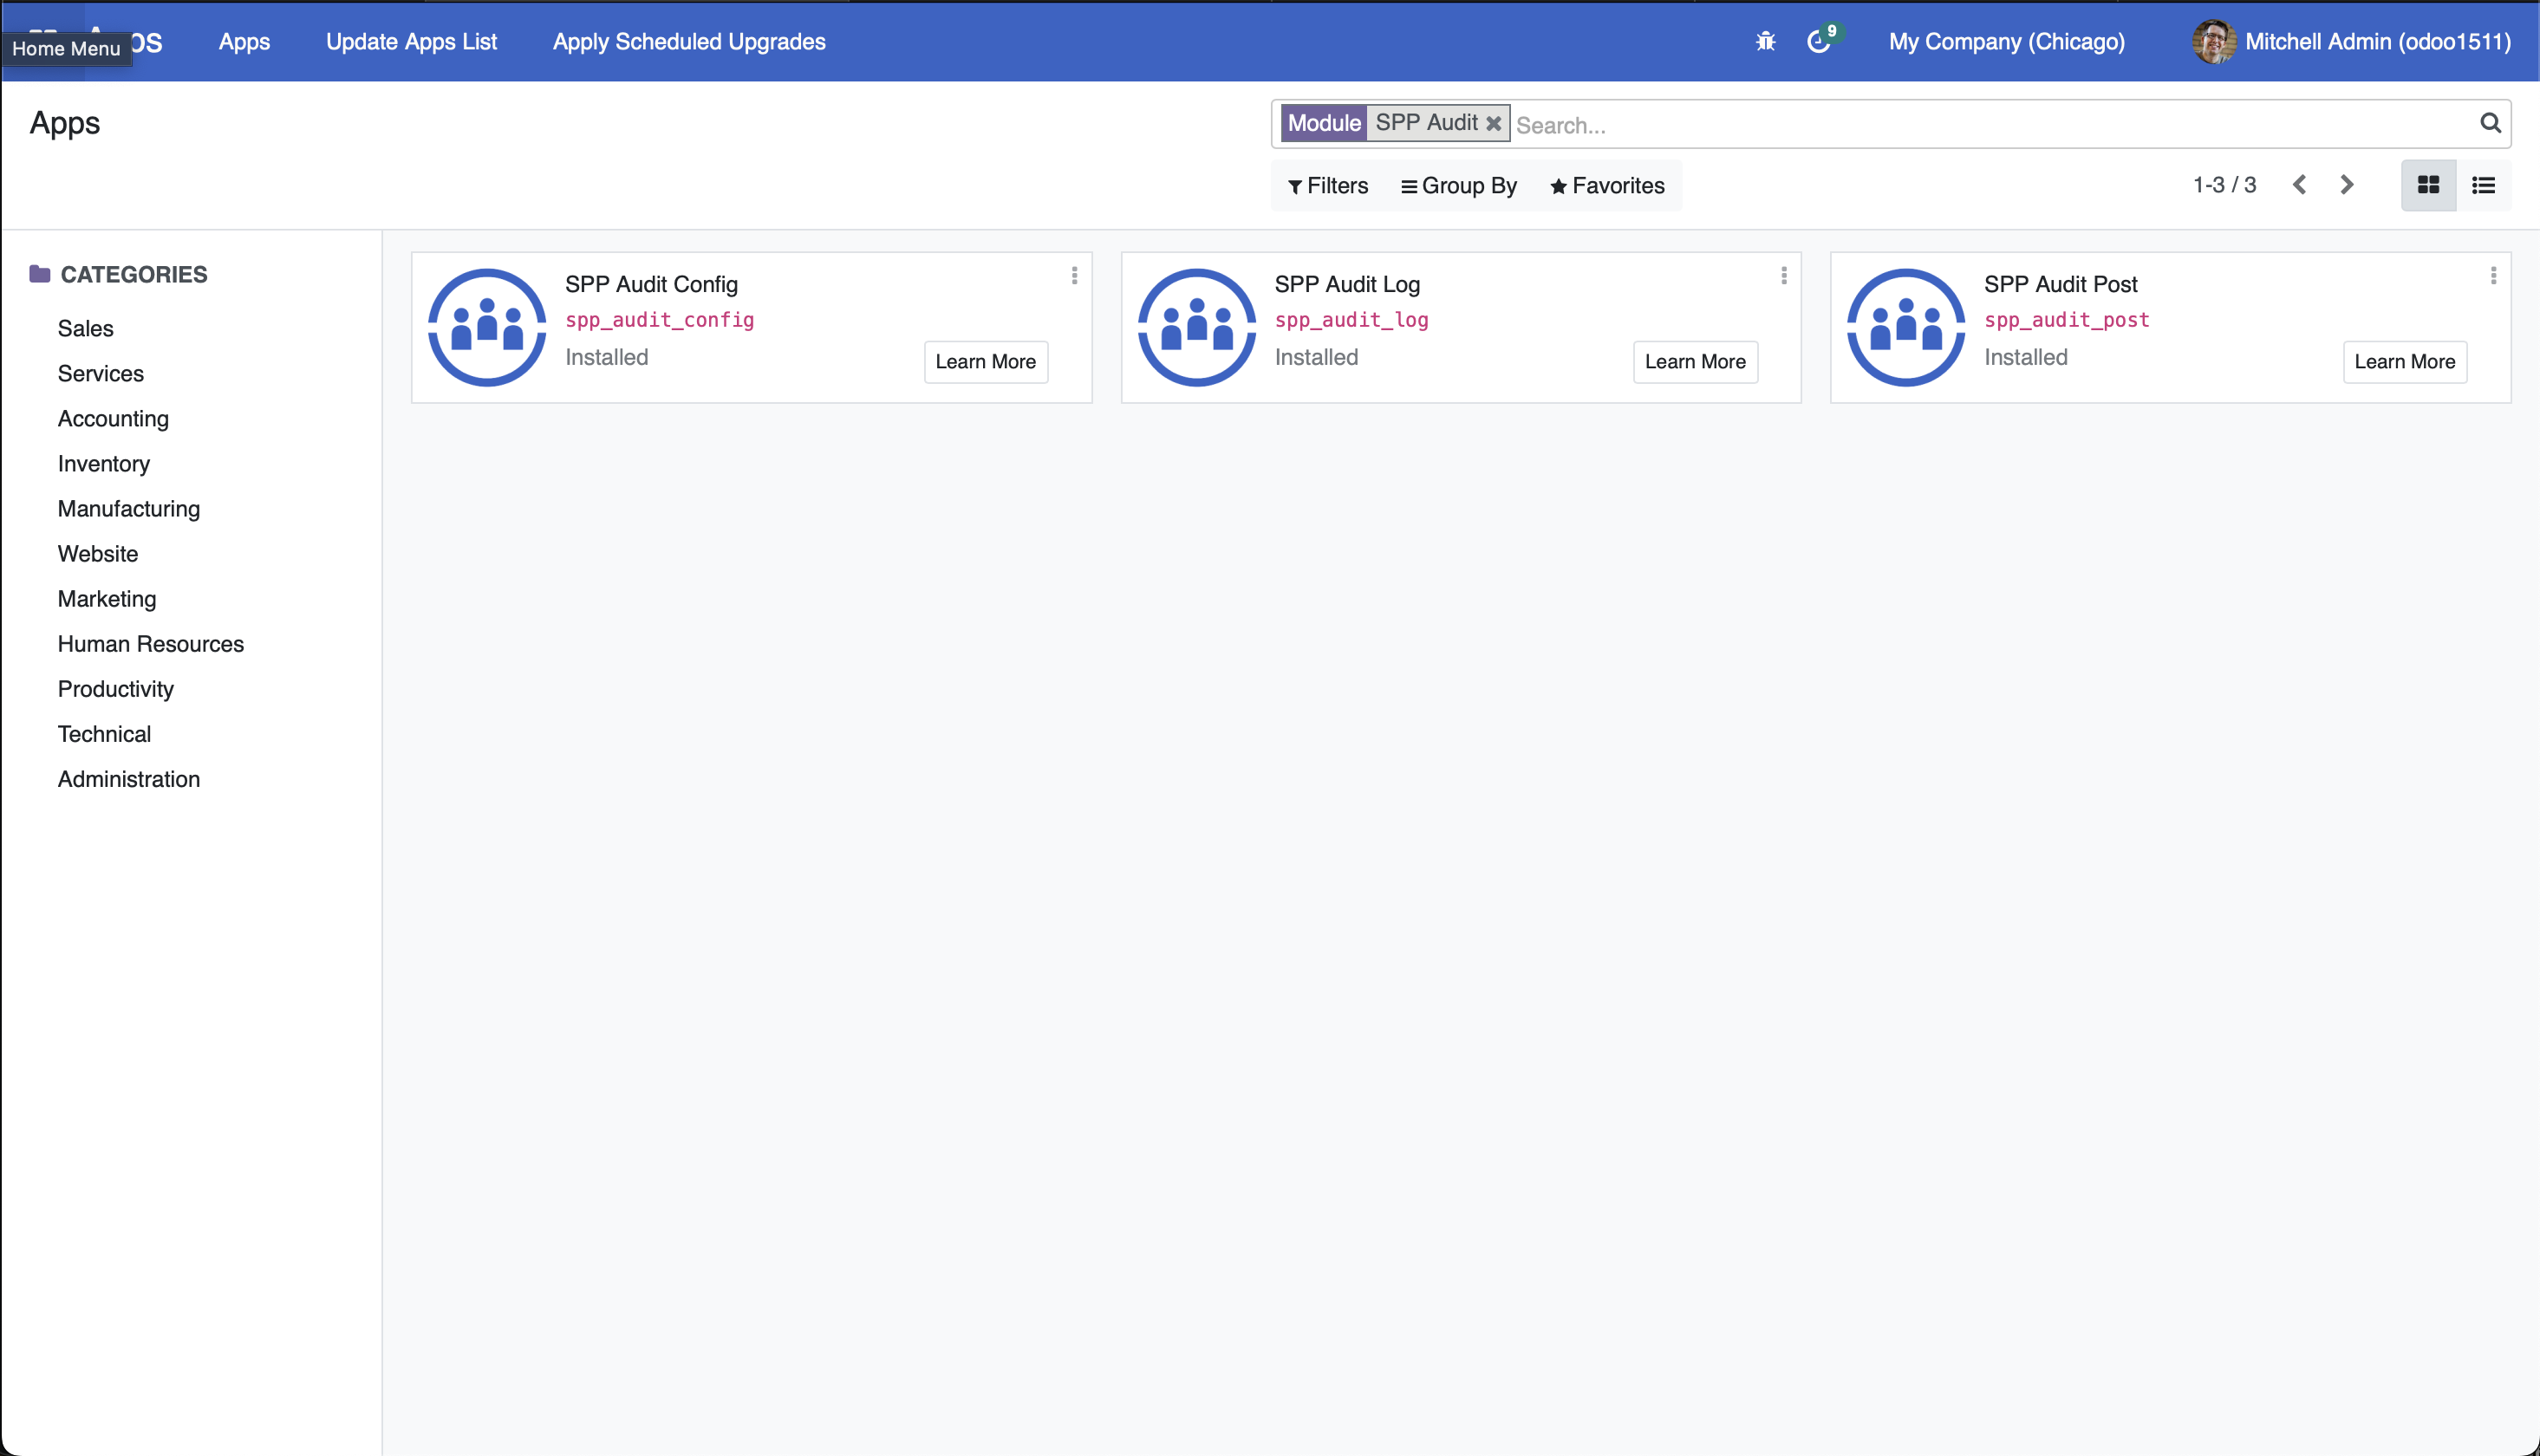 Home Menu
Apps
Update Apps List
Apply Scheduled Upgrades
9
My Company (Chicago)
Mitchell Admin (odoo1511)
Apps
Module SPP Audit
Search...
Filters
Group By
Favorites
1-3 / 3
CATEGORIES
Sales
Services
Accounting
Inventory
Manufacturing
Website
Marketing
Human Resources
Productivity
Technical
Administration
SPP Audit Config
spp_audit_config
Installed
Learn More
SPP Audit Log
spp_audit_log
Installed
Learn More
SPP Audit Post
spp_audit_post
Installed
Learn More